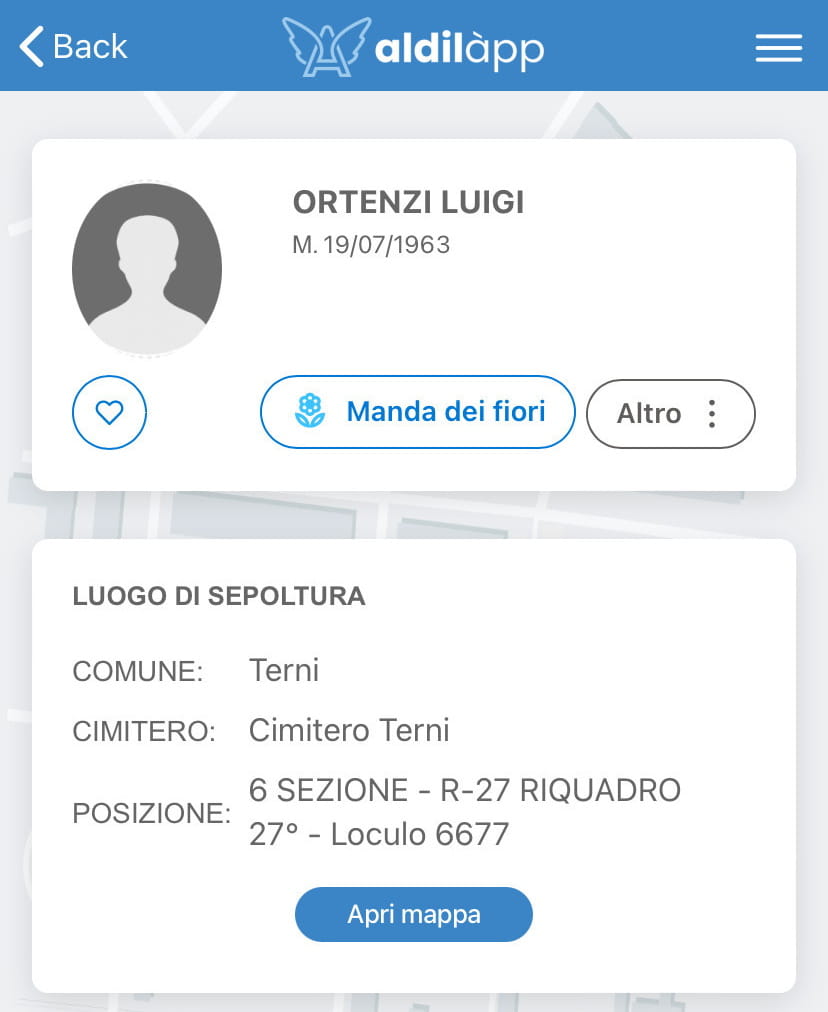 Back
aldilàpp
ORTENZI LUIGI
M. 19/07/1963
Manda dei fiori
Altro
LUOGO DI SEPOLTURA
COMUNE: Terni
CIMITERO: Cimitero Terni
POSIZIONE: 6 SEZIONE - R-27 RIQUADRO
27° - Loculo 6677
Apri mappa